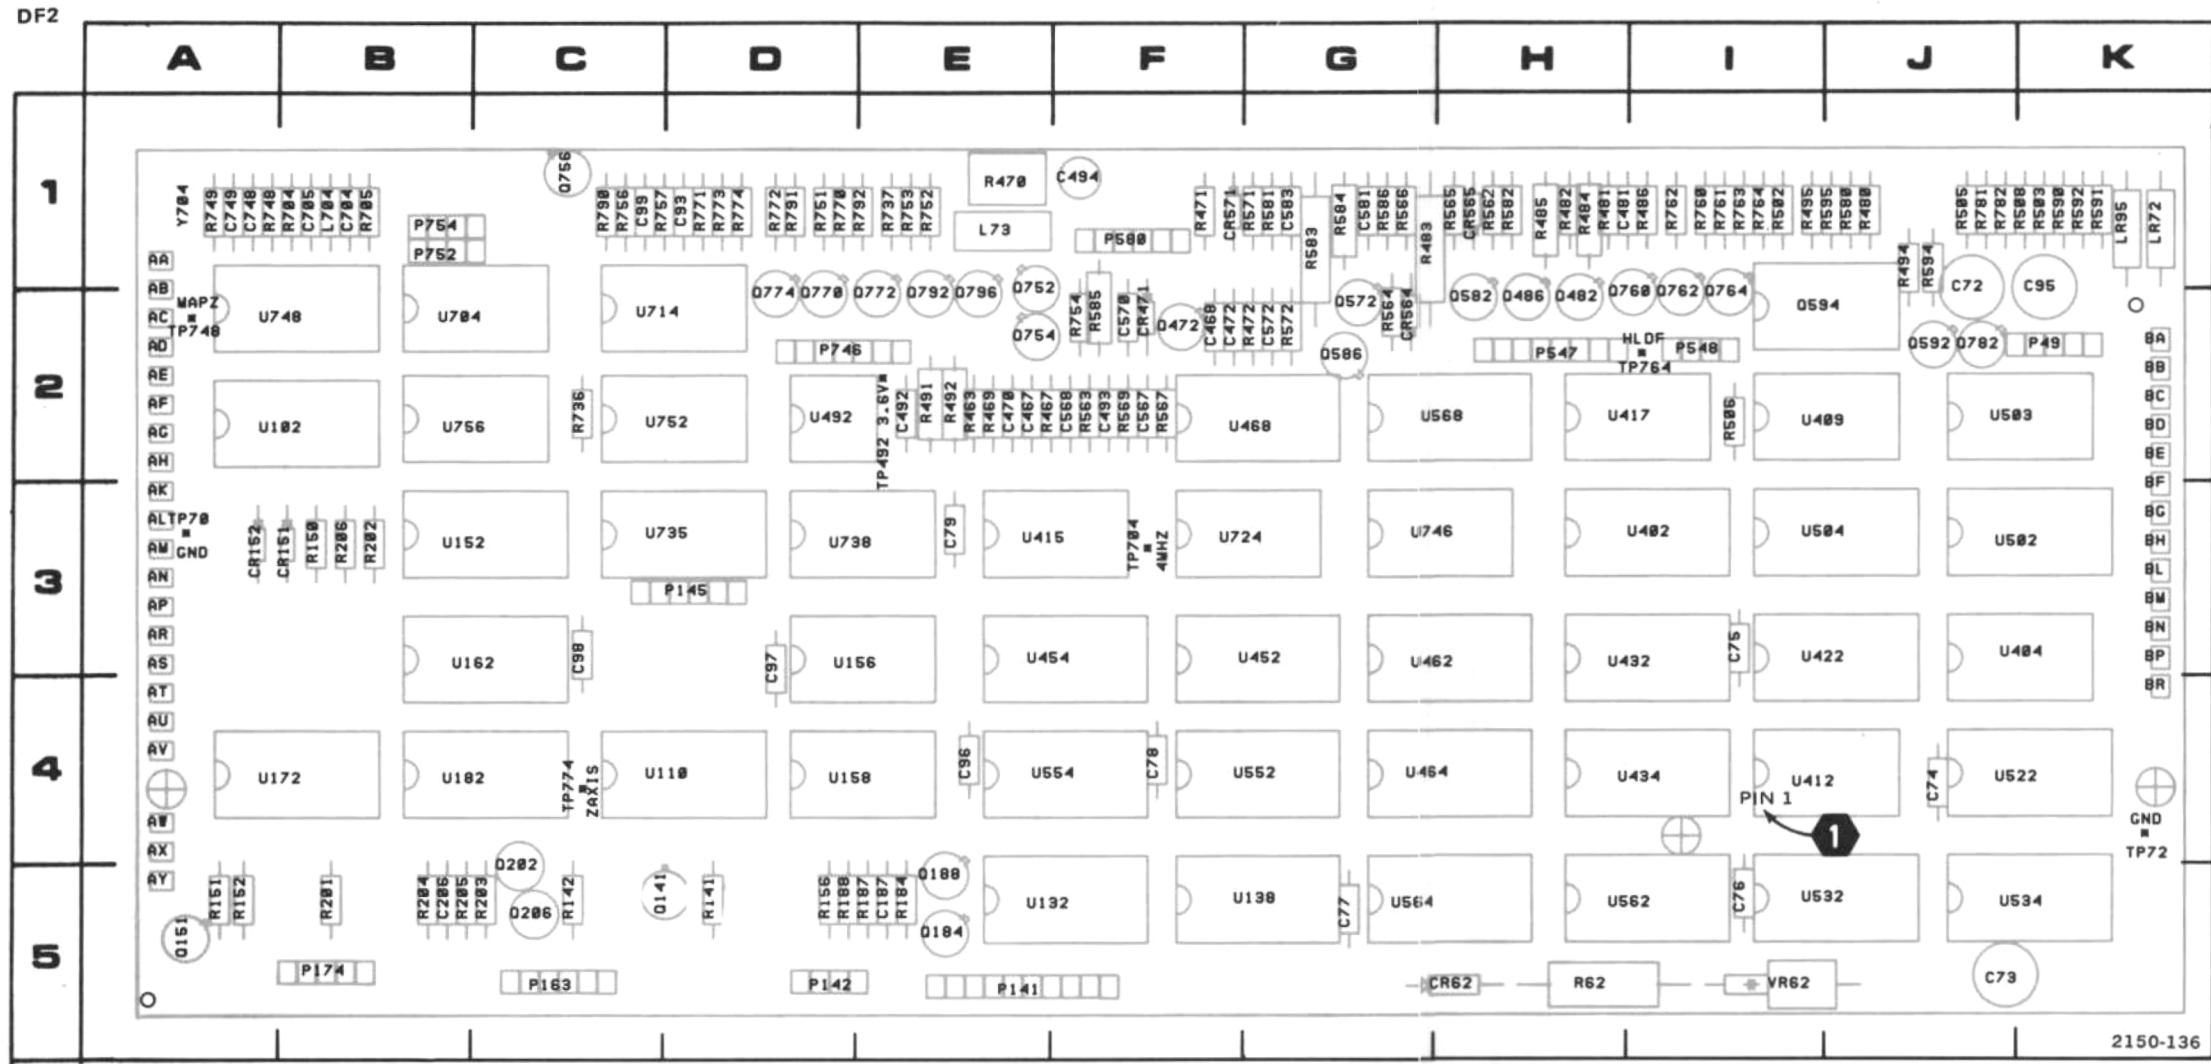 DF2
A B C D E F G H I J K
1
Y704 R749 C749 C748 R748 R704 C705 L704 C704 R705 P754 P752 Q756 R790 R756 C99 R757 C93 R771 R773 R774 R772 R791 R751 R770 R792 R737 R753 R752 R470 L73 C494 P580 R471 CR571 R571 R581 C583 R583 R584 C581 R586 R566 R483 R565 CR565 R562 R582 R485 R482 R484 R481 C481 R486 R762 R760 R761 R763 R764 R502 R495 R595 R580 R480 R505 R781 R782 R508 R503 R590 R592 R591 LR95 LR72
AA
R494 R594
AB
MAPZ
Q774 Q770 Q772 Q792 Q796 Q752 Q572 Q582 Q486 Q482 Q760 Q762 Q764 C72 C95
2
AC U748 U704 U714 R754 R585 C570 CR471 Q472 C468 C472 R472 C572 R572 R564 CR564 Q594
TP748
AD P746 Q754 Q586 P547 HLDF P548 Q592 Q782 P49 BA
TP764
AE BB
AF U102 U756 R736 U752 U492 TP492 3.6V C492 R491 R492 R463 R469 C470 C467 R467 C568 R563 C493 R569 C567 R567 U468 U568 U417 R506 U409 U503 BC
AG BD
AH BE
AK BF
3
AL TP70 BG
GND
AM CR152 CR151 R150 R206 R202 U152 U735 U738 C79 U415 TP704 4MHZ U724 U746 U402 U504 U502 BH
AN P145 BL
AP BM
AR BN
AS U162 C98 C97 U156 U454 U452 U462 U432 C75 U422 U404 BP
AT BR
4
AU
AV U172 U182 TP774 ZAXIS U110 U158 C96 U554 C78 U552 U464 U434 U412 C74 U522
PIN 1
1
AW GND
TP72
AX
5
AY R151 R152 R201 R204 C206 R205 R203 Q202 Q206 R142 Q141 R141 R156 R188 R187 C187 R184 Q188 Q184 U132 U138 C77 U564 U562 C76 U532 U534
Q151
P174 P163 P142 P141 CR62 R62 VR62 C73
2150-136